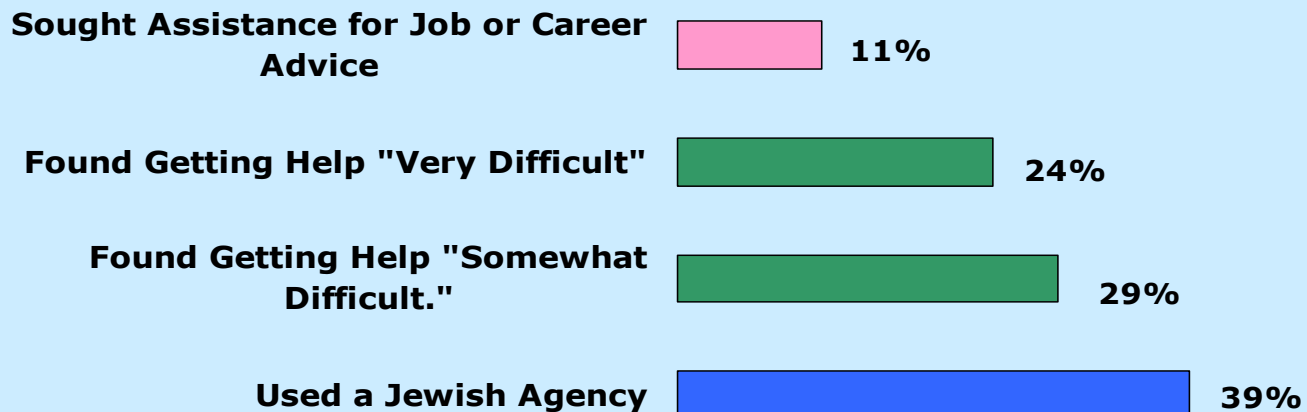 Sought Assistance for Job or Career
Advice
11%
Found Getting Help "Very Difficult"
24%
Found Getting Help "Somewhat
Difficult."
29%
Used a Jewish Agency
39%